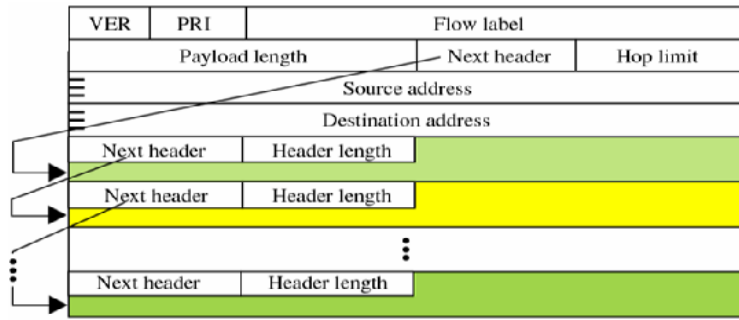 VER PRI Flow label
Payload length Next header Hop limit
Source address
Destination address
Next header Header length
Next header Header length
Next header Header length